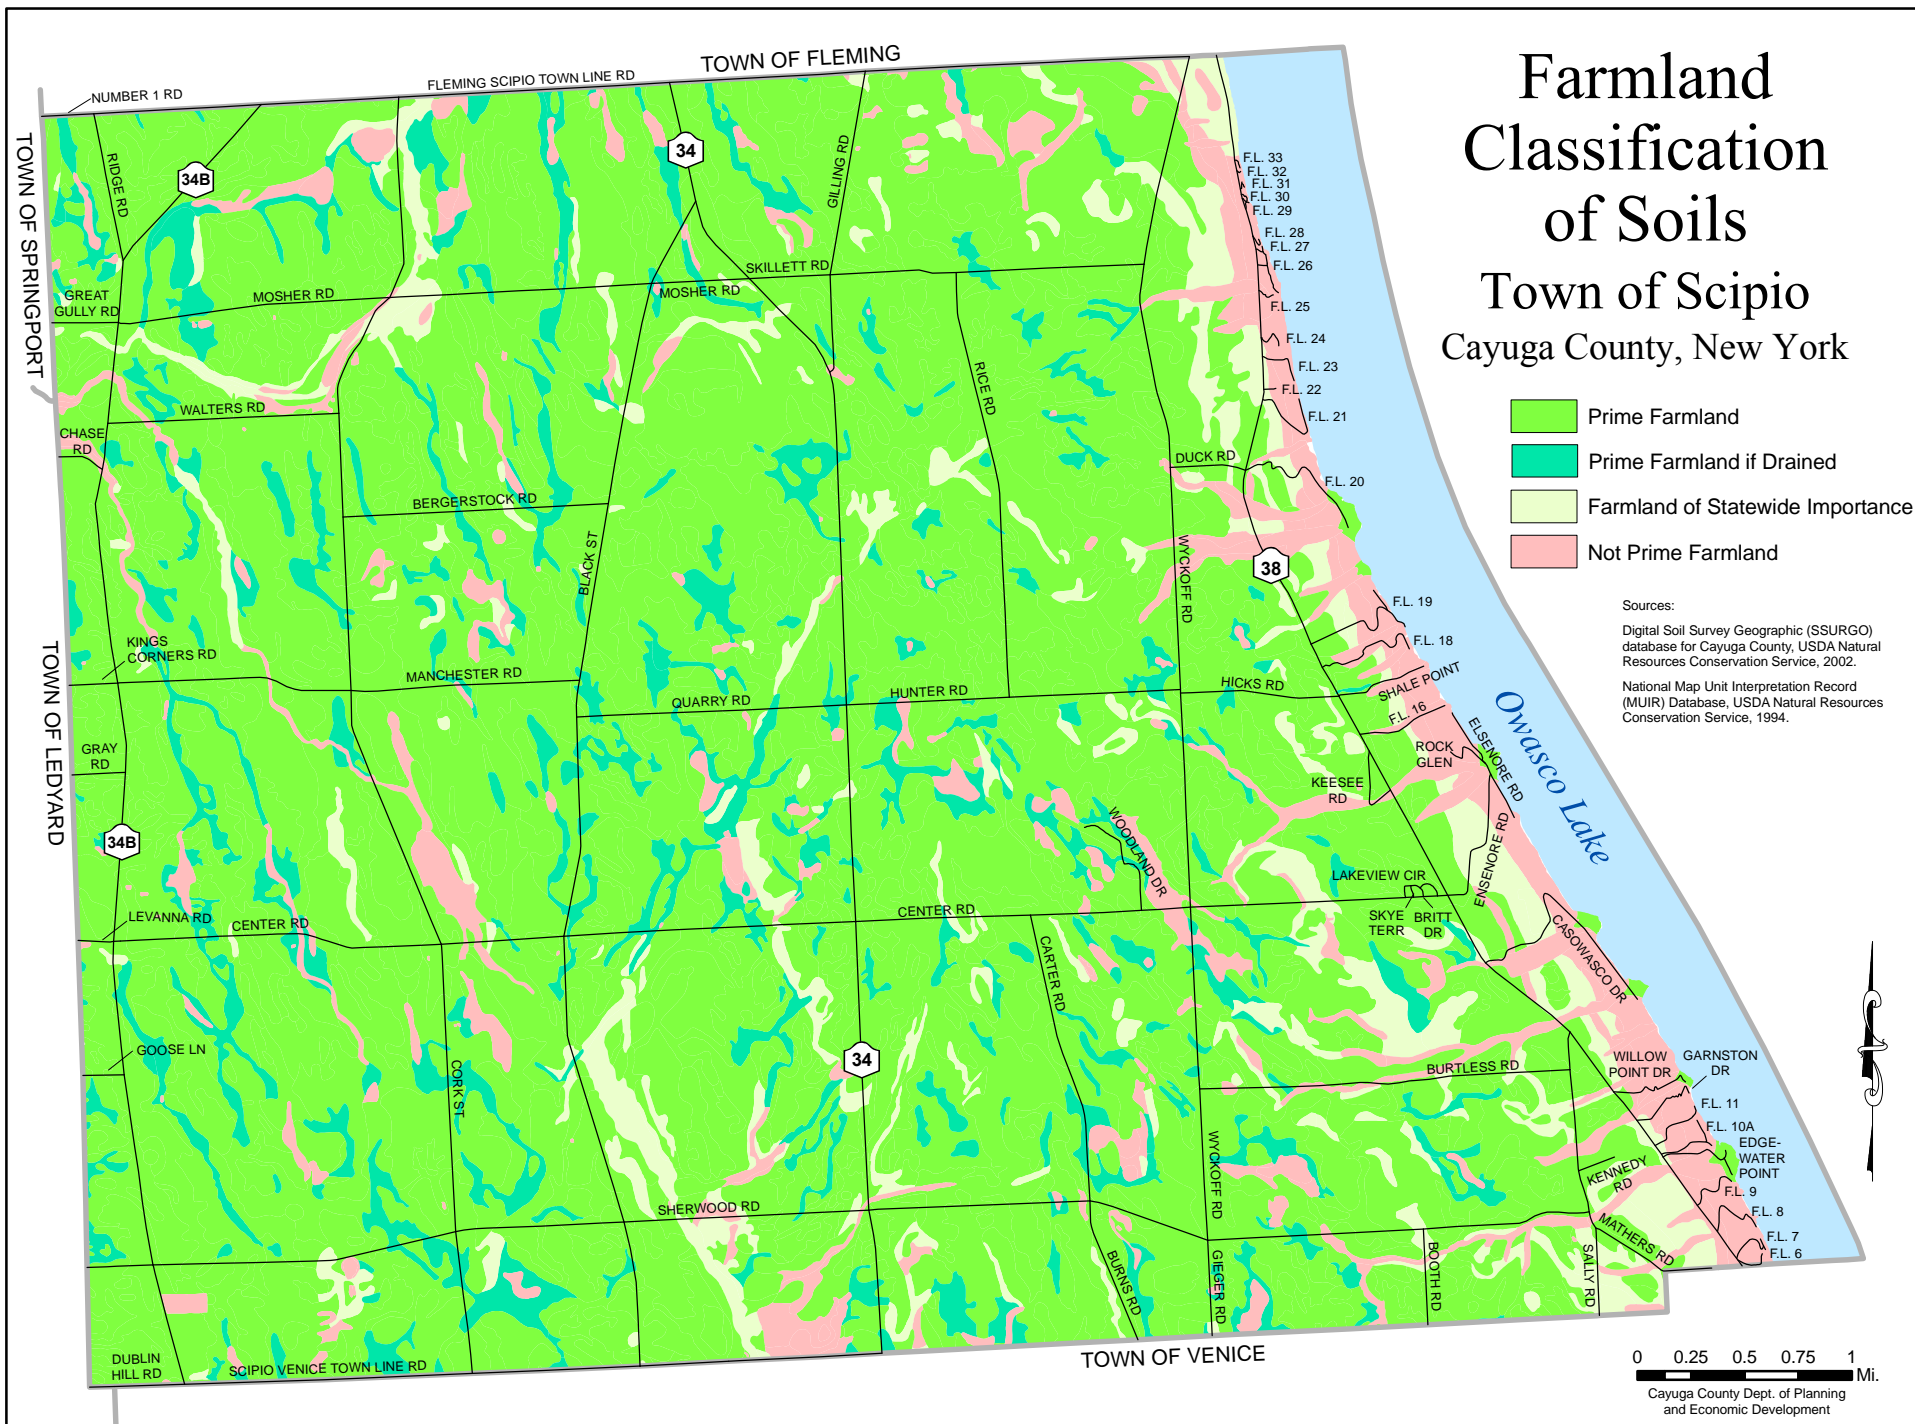 Farmland
Classification
of Soils
Town of Scipio
Cayuga County, New York
Prime Farmland
Prime Farmland if Drained
Farmland of Statewide Importance
Not Prime Farmland
Sources:
Digital Soil Survey Geographic (SSURGO)
database for Cayuga County, USDA Natural
Resources Conservation Service, 2002.
National Map Unit Interpretation Record
(MUIR) Database, USDA Natural Resources
Conservation Service, 1994.
TOWN OF FLEMING
FLEMING SCIPIO TOWN LINE RD
NUMBER 1 RD
TOWN OF SPRINGPORT
RIDGE RD
34B
34
GILLING RD
F.L. 33
F.L. 32
F.L. 31
F.L. 30
F.L. 29
F.L. 28
F.L. 27
F.L. 26
F.L. 25
F.L. 24
F.L. 23
F.L. 22
F.L. 21
F.L. 20
SKILLETT RD
MOSHER RD
MOSHER RD
GREAT
GULLY RD
WALTERS RD
CHASE
RD
RICE RD
DUCK RD
BERGERSTOCK RD
BLACK ST
WYCKOFF RD
38
F.L. 19
F.L. 18
KINGS
CORNERS RD
TOWN OF LEDYARD
MANCHESTER RD
QUARRY RD
HUNTER RD
HICKS RD
SHALE POINT
F.L. 16
ELSENORE RD
Owasco Lake
ROCK
GLEN
KEESEE
RD
GRAY
RD
34B
WOODLAND DR
ENSENORE RD
LAKEVIEW CIR
SKYE
TERR
BRITT
DR
LEVANNA RD
CENTER RD
CENTER RD
CARTER RD
CASOWASCO DR
GOOSE LN
CORK ST
34
BURTLESS RD
WILLOW
POINT DR
GARNSTON
DR
F.L. 11
F.L. 10A
EDGE-
WATER
POINT
KENNEDY
RD
F.L. 9
F.L. 8
F.L. 7
F.L. 6
WYCKOFF RD
SHERWOOD RD
MATHERS RD
BURNS RD
GIEGER RD
BOOTH RD
SALLY RD
DUBLIN
HILL RD
SCIPIO VENICE TOWN LINE RD
TOWN OF VENICE
0 0.25 0.5 0.75 1
Mi.
Cayuga County Dept. of Planning
and Economic Development